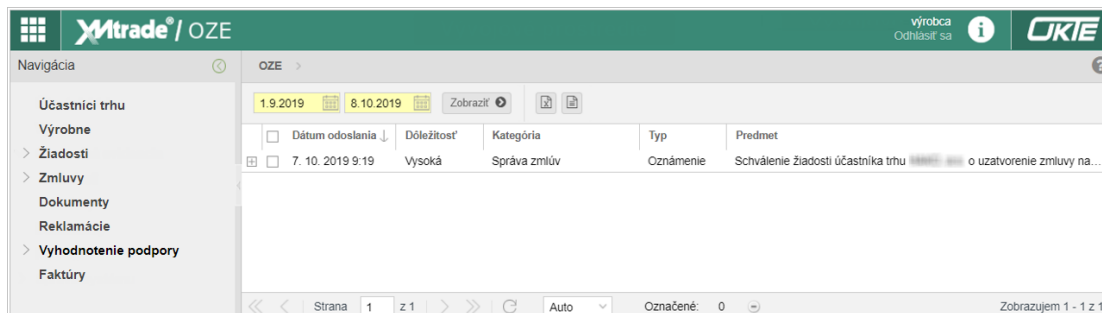 XMtrade®/ OZE
výrobca
Odhlásiť sa
i
OKTE
Navigácia
OZE
?
Účastníci trhu
Výrobne
Žiadosti
Zmluvy
Dokumenty
Reklamácie
Vyhodnotenie podpory
Faktúry
1.9.2019 8.10.2019 Zobraziť
Dátum odoslania Dôležitosť Kategória Typ Predmet
7. 10. 2019 9:19 Vysoká Správa zmlúv Oznámenie Schválenie žiadosti účastníka trhu o uzatvorenie zmluvy na...
Strana 1 z 1 Auto Označené: 0 Zobrazujem 1 - 1 z 1